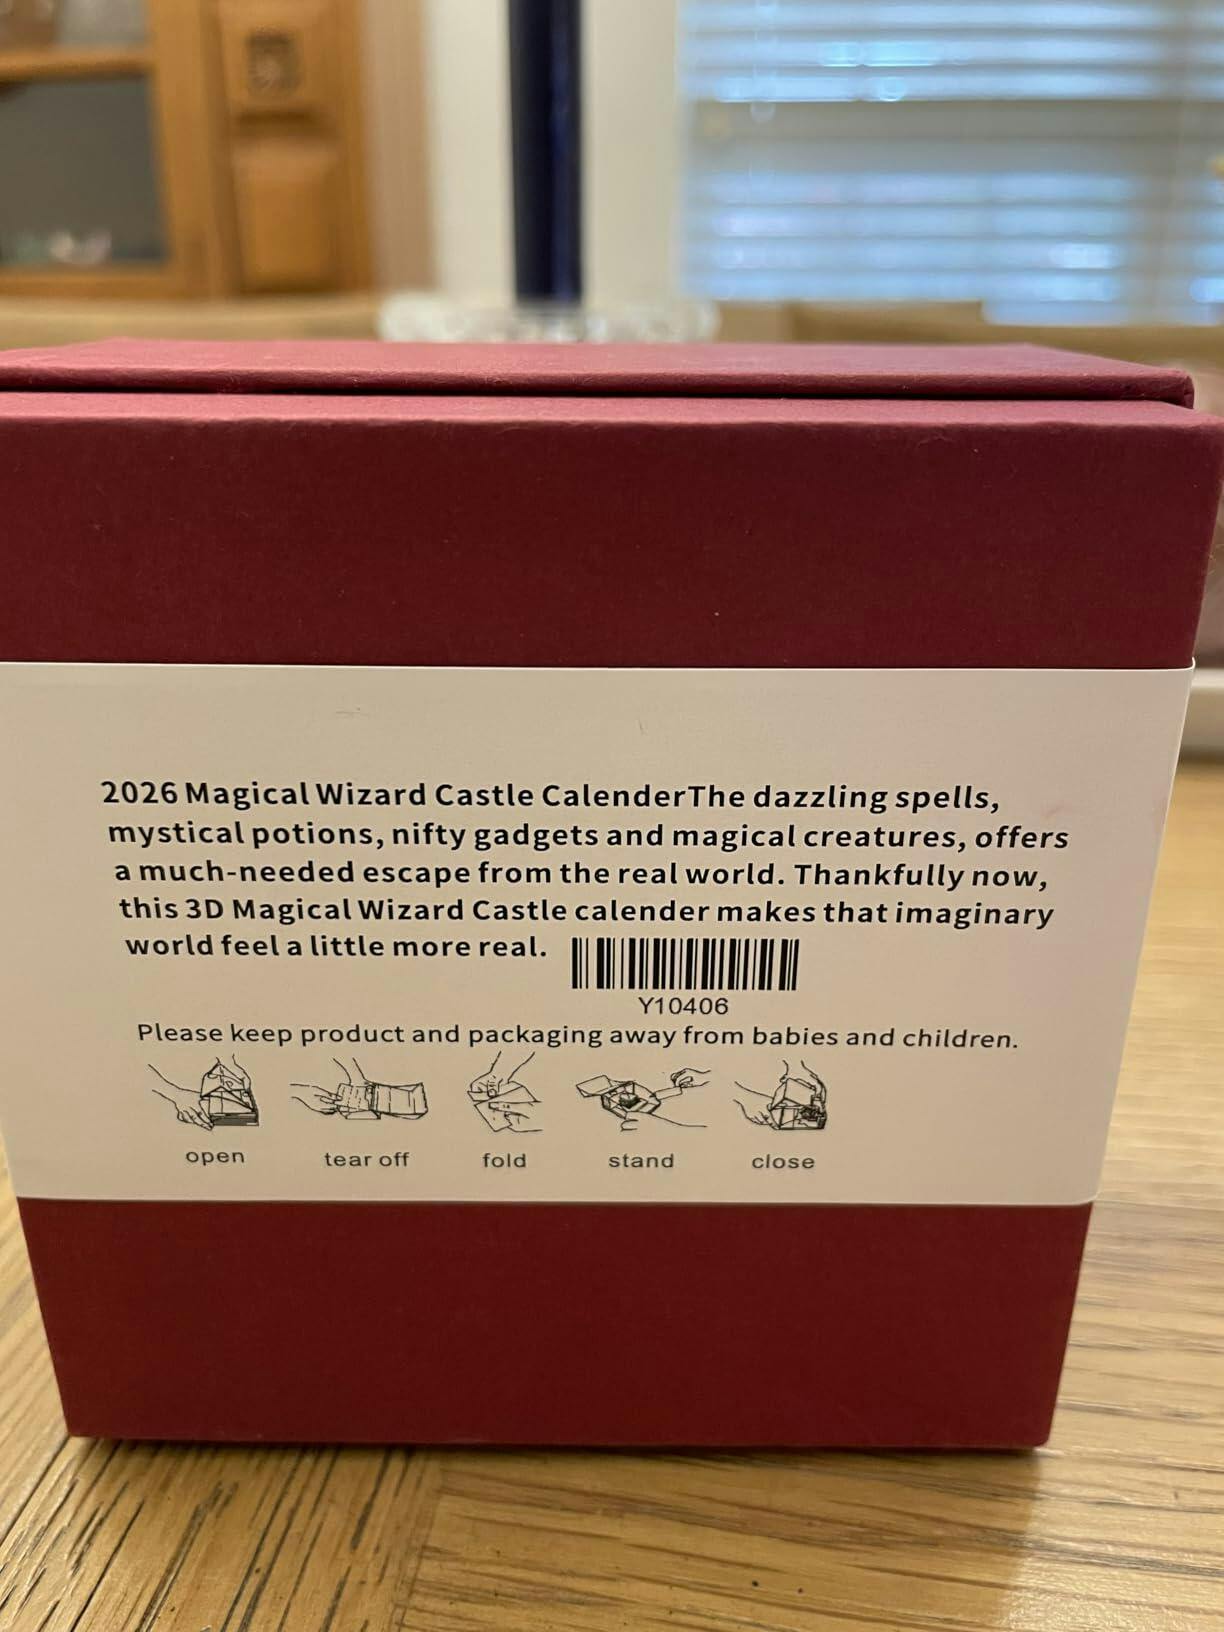 2026 Magical Wizard Castle CalenderThe dazzling spells,
mystical potions, nifty gadgets and magical creatures, offers
a much-needed escape from the real world. Thankfully now,
this 3D Magical Wizard Castle calender makes that imaginary
world feel a little more real.
Y10406
Please keep product and packaging away from babies and children.
open tear off fold stand close